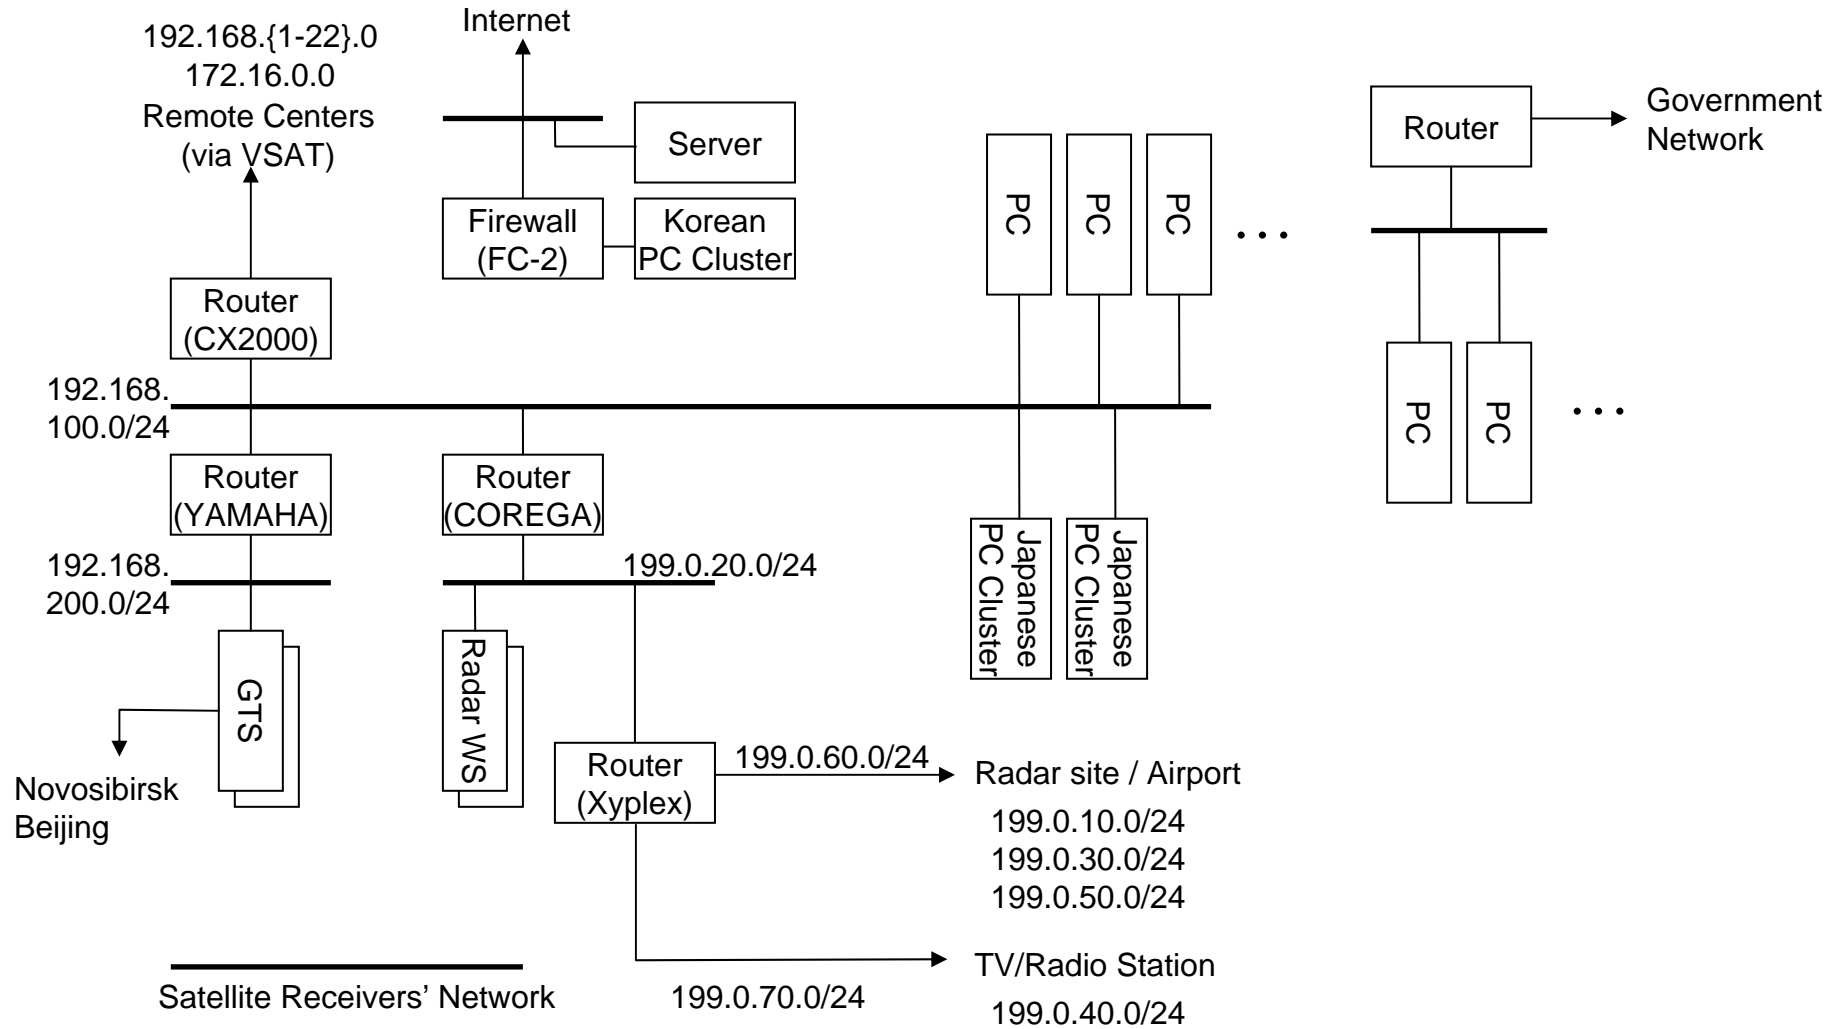 Internet
192.168.{1-22}.0
172.16.0.0
Remote Centers
(via VSAT)
Server
Firewall
(FC-2)
Korean
PC Cluster
PC
PC
PC
...
Router
Government
Network
Router
(CX2000)
192.168.
100.0/24
PC
PC
...
Router
(YAMAHA)
Router
(COREGA)
192.168.
200.0/24
199.0.20.0/24
Japanese
PC Cluster
Japanese
PC Cluster
GTS
Radar WS
Novosibirsk
Beijing
Router
(Xyplex)
199.0.60.0/24
Radar site / Airport
199.0.10.0/24
199.0.30.0/24
199.0.50.0/24
TV/Radio Station
199.0.40.0/24
199.0.70.0/24
Satellite Receivers’ Network